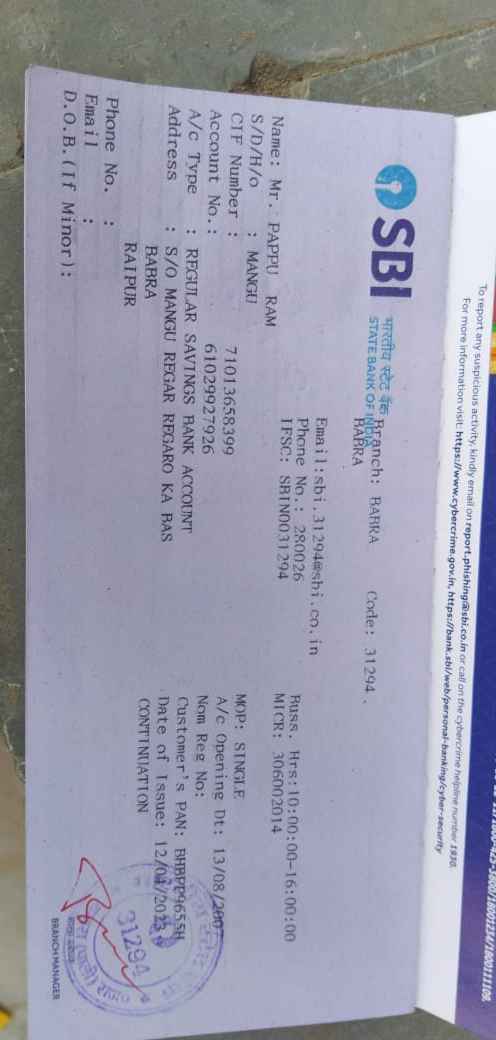 To report any suspicious activity, kindly email on report.phishing@sbi.co.in or call on the cybercrime helpline number 1930.
For more information visit: https://www.cybercrime.gov.in, https://bank.sbi/web/personal-banking/cyber-security
SBI
भारतीय स्टेट बैंक
STATE BANK OF INDIA
Branch: BABRA Code: 31294.
BABRA
Email:sbi.31294@sbi.co.in
Phone No.: 280026 Buss. Hrs:10:00:00-16:00:00
IFSC: SBIN0031294 MICR: 306002014
Name: Mr. PAPPU RAM
S/D/H/o : MANGU
CIF Number : 71013658399 MOP: SINGLE
Account No.: 61029927926 A/c Opening Dt: 13/08/2007
A/c Type : REGULAR SAVINGS BANK ACCOUNT Nom Reg No:
Address : S/O MANGU REGAR REGARO KA BAS Customer's PAN: BHBPP9655H
BABRA Date of Issue: 12/04/2023
RAIPUR CONTINUATION
Phone No. :
Email :
D.O.B.(If Minor):
31294
BRANCH MANAGER